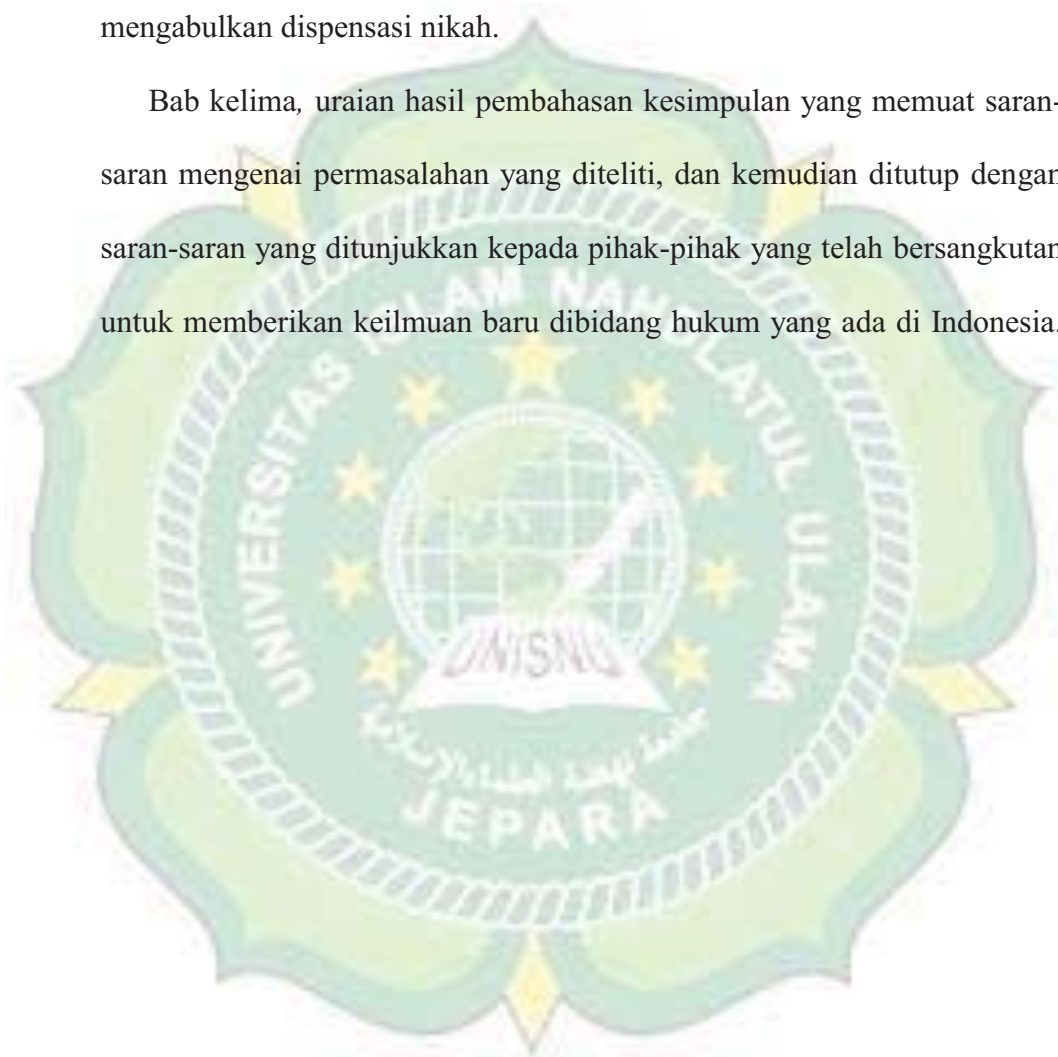 mengabulkan dispensasi nikah.
Bab kelima, uraian hasil pembahasan kesimpulan yang memuat saran-
saran mengenai permasalahan yang diteliti, dan kemudian ditutup dengan
saran-saran yang ditunjukkan kepada pihak-pihak yang telah bersangkutan
untuk memberikan keilmuan baru dibidang hukum yang ada di Indonesia.
UNIVERSITAS ISLAM NAHDLATUL ULAMA
UNISNU
JEPARA